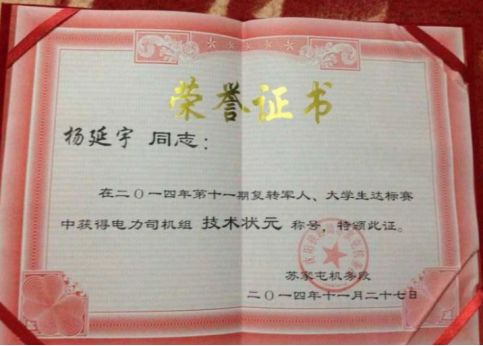 荣誉证书
杨延宇 同志：
在二〇一四年第十一期复转军人、大学生达标赛
中获得电力司机组 技术状元 称号，特颁此证。
苏家屯机务段
二〇一四年十一月二十七日